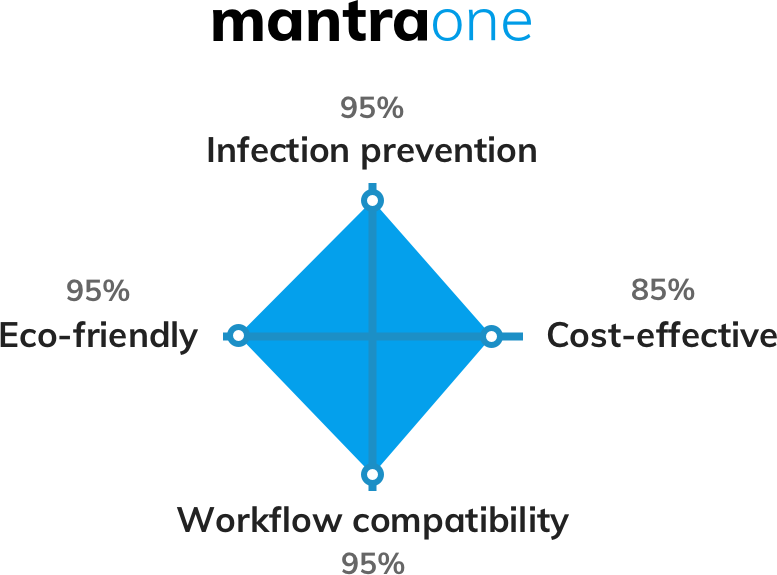 mantraone
95%
Infection prevention
95%
Eco-friendly
85%
Cost-effective
Workflow compatibility
95%